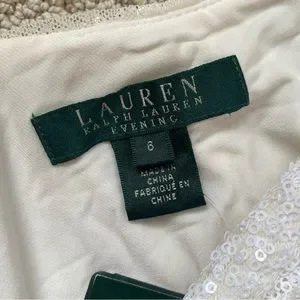 LAUREN
RALPH LAUREN
EVENING
6
MADE IN
CHINA
FABRIQUÉ EN
CHINE